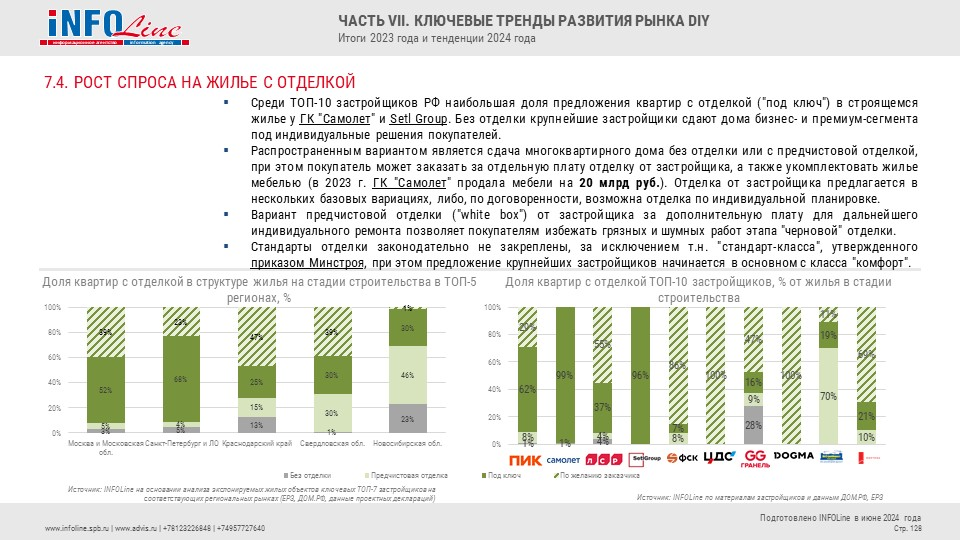 iNFO Line
информационное агентство information agency
ЧАСТЬ VII. КЛЮЧЕВЫЕ ТРЕНДЫ РАЗВИТИЯ РЫНКА DIY
Итоги 2023 года и тенденции 2024 года
7.4. РОСТ СПРОСА НА ЖИЛЬЕ С ОТДЕЛКОЙ
▪ Среди ТОП-10 застройщиков РФ наибольшая доля предложения квартир с отделкой ("под ключ") в строящемся
жилье у ГК "Самолет" и Setl Group. Без отделки крупнейшие застройщики сдают дома бизнес- и премиум-сегмента
под индивидуальные решения покупателей.
▪ Распространенным вариантом является сдача многоквартирного дома без отделки или с предчистовой отделкой,
при этом покупатель может заказать за отдельную плату отделку от застройщика, а также укомплектовать жилье
мебелью (в 2023 г. ГК "Самолет" продала мебели на 20 млрд руб.). Отделка от застройщика предлагается в
нескольких базовых вариациях, либо, по договоренности, возможна отделка по индивидуальной планировке.
▪ Вариант предчистовой отделки ("white box") от застройщика за дополнительную плату для дальнейшего
индивидуального ремонта позволяет покупателям избежать грязных и шумных работ этапа "черновой" отделки.
▪ Стандарты отделки законодательно не закреплены, за исключением т.н. "стандарт-класса", утвержденного
приказом Минстроя, при этом предложение крупнейших застройщиков начинается в основном с класса "комфорт".
Доля квартир с отделкой в структуре жилья на стадии строительства в ТОП-5
регионах, %
100%
80%
60%
40%
20%
0%
39% 52% 5% 3%
23% 68% 4% 5%
47% 25% 15% 13%
39% 30% 30% 1%
1% 30% 46% 23%
Москва и Московская обл.
Санкт-Петербург и ЛО
Краснодарский край
Свердловская обл.
Новосибирская обл.
Доля квартир с отделкой ТОП-10 застройщиков, % от жилья в стадии
строительства
100%
80%
60%
40%
20%
0%
29% 62% 8% 1%
99% 1%
55% 37% 4% 4%
96%
86% 7% 8%
100%
47% 16% 9% 28%
100%
11% 19% 70%
69% 21% 10%
ПИК самолет ЛСР Setl Group ФСК ЦДС GG ГРАНЕЛЬ DOGMA
Без отделки Предчистовая отделка Под ключ По желанию заказчика
Источник: INFOLine на основании анализа экспонируемых жилых объектов ключевых ТОП-7 застройщиков на
соответствующих региональных рынках (ЕРЗ, ДОМ.РФ, данные проектных деклараций)
Источник: INFOLine по материалам застройщиков и данным ДОМ.РФ, ЕРЗ
Подготовлено INFOLine в июне 2024 года
www.infoline.spb.ru | www.advis.ru | +78123226848 | +74957727640
Стр. 128